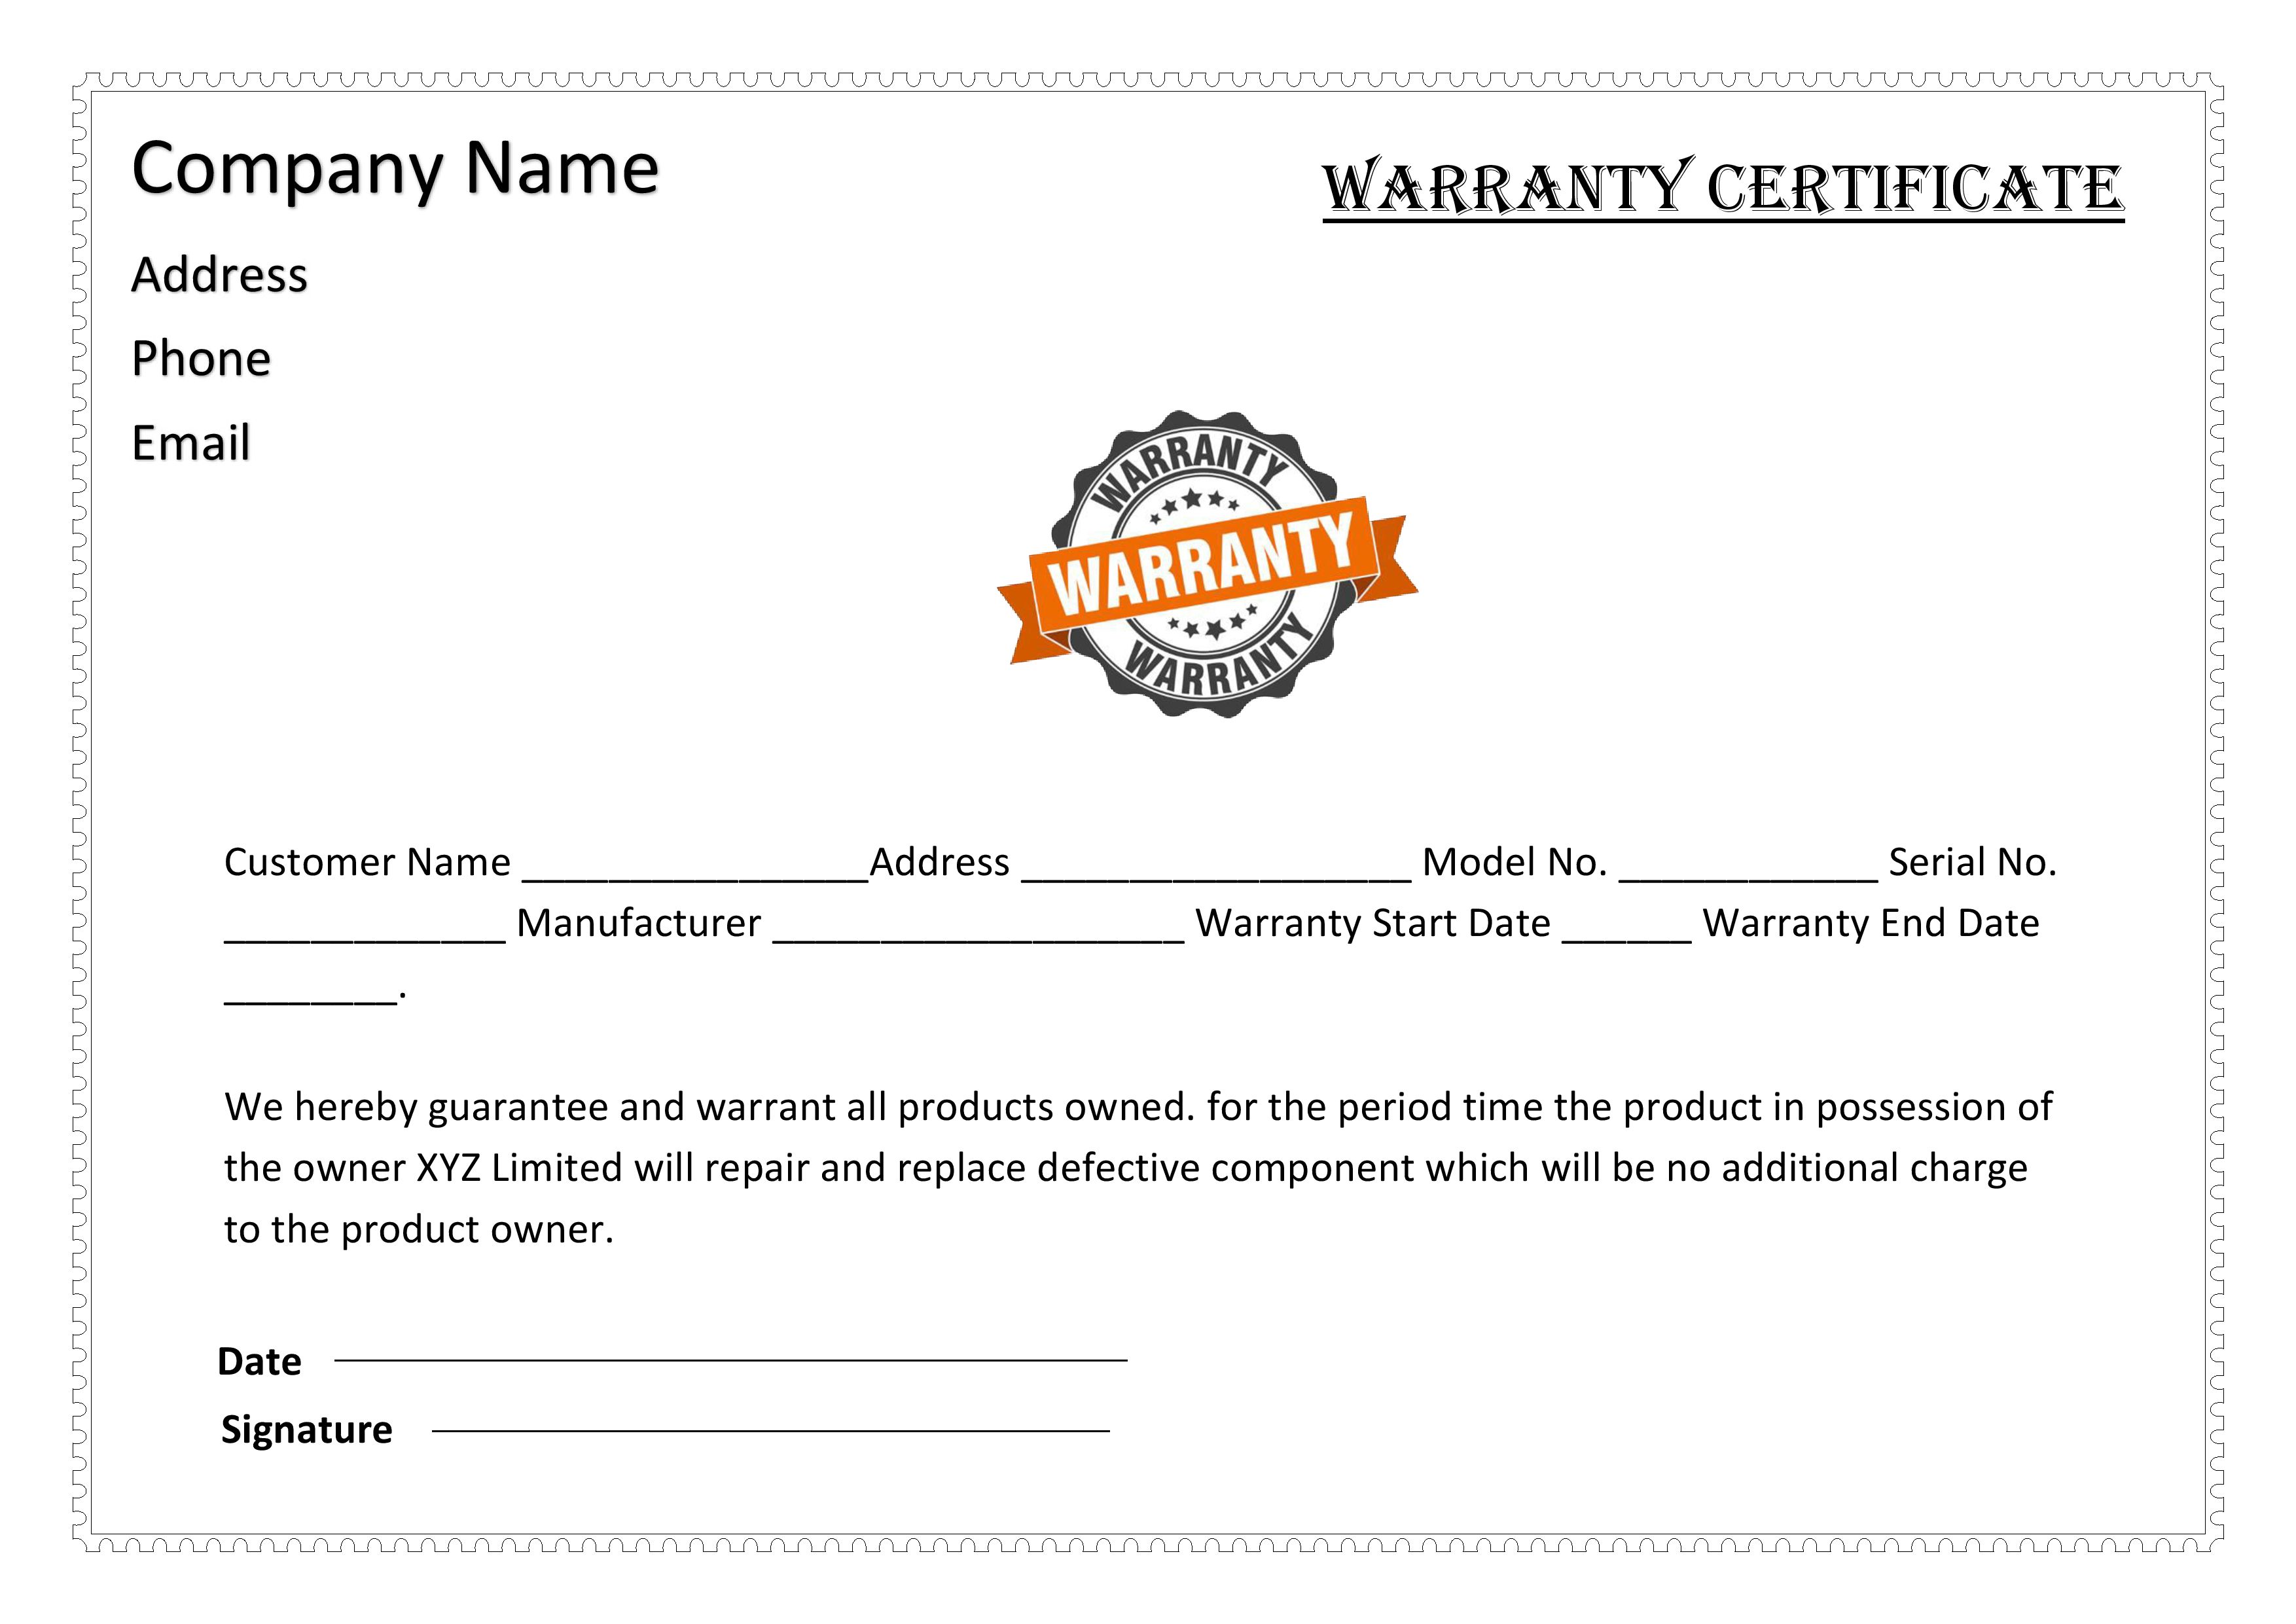 Company Name
WARRANTY CERTIFICATE
Address
Phone
Email
WARRANTY
WARRANTY
WARRANTY
Customer Name ________________Address __________________ Model No. ____________ Serial No.
_____________ Manufacturer ___________________ Warranty Start Date ______ Warranty End Date
________.
We hereby guarantee and warrant all products owned. for the period time the product in possession of
the owner XYZ Limited will repair and replace defective component which will be no additional charge
to the product owner.
Date
Signature